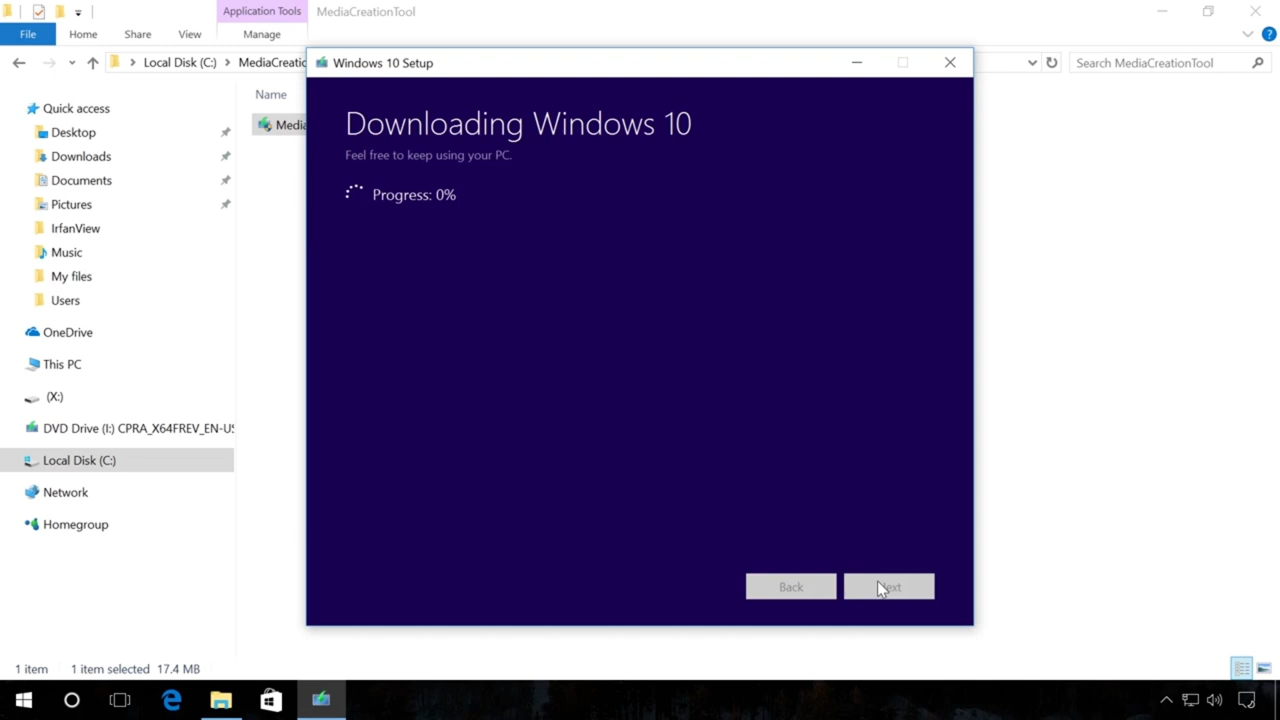 Application Tools
MediaCreationTool
File
Home
Share
View
Manage
Local Disk (C:)
MediaCreatio
Search MediaCreationTool
Windows 10 Setup
Name
Media
Quick access
Desktop
Downloads
Documents
Pictures
IrfanView
Music
My files
Users
OneDrive
This PC
(X:)
DVD Drive (I:) CPRA_X64FREV_EN-US
Local Disk (C:)
Network
Homegroup
Downloading Windows 10
Feel free to keep using your PC.
Progress: 0%
Back
Next
1 item
1 item selected 17.4 MB